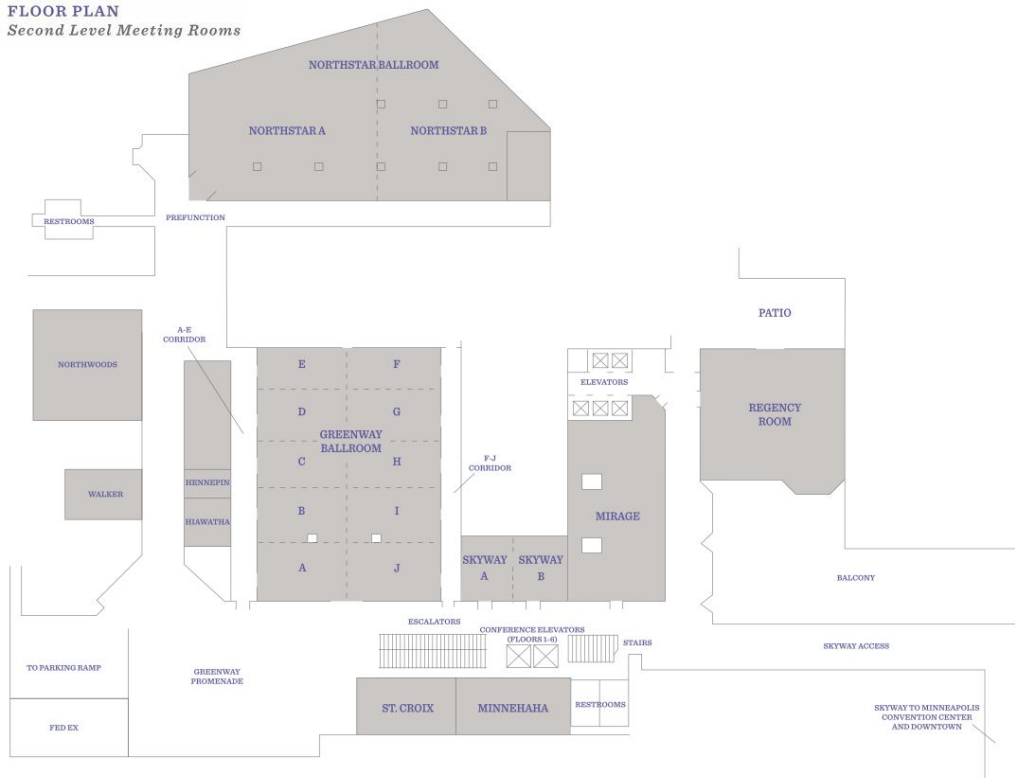 FLOOR PLAN
Second Level Meeting Rooms
NORTHSTAR BALLROOM
NORTHSTAR A
NORTHSTAR B
RESTROOMS
PREFUNCTION
PATIO
A-E
CORRIDOR
NORTHWOODS
E
F
ELEVATORS
D
G
REGENCY
ROOM
GREENWAY
BALLROOM
C
H
F-J
CORRIDOR
HENNEPIN
WALKER
B
I
HIAWATHA
MIRAGE
SKYWAY
A
SKYWAY
B
A
J
BALCONY
ESCALATORS
CONFERENCE ELEVATORS
(FLOORS 1-6)
STAIRS
SKYWAY ACCESS
TO PARKING RAMP
GREENWAY
PROMENADE
ST. CROIX
MINNEHAHA
RESTROOMS
SKYWAY TO MINNEAPOLIS
CONVENTION CENTER
AND DOWNTOWN
FED EX